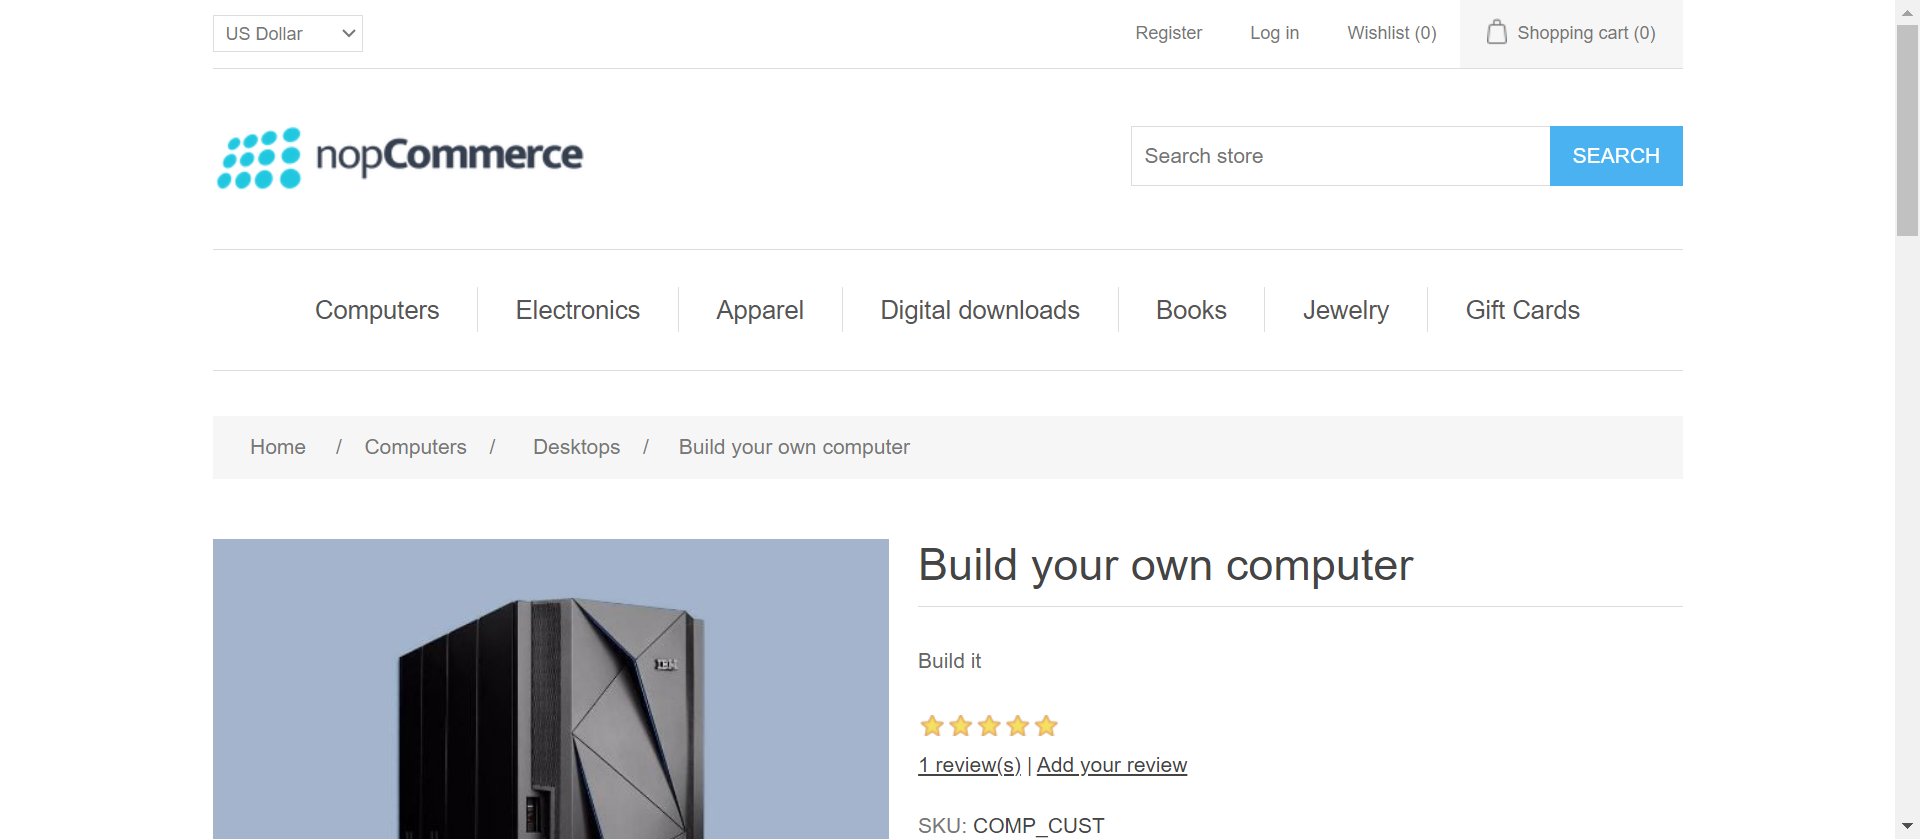 US Dollar
Register
Log in
Wishlist (0)
Shopping cart (0)
nopCommerce
Search store
SEARCH
Computers
Electronics
Apparel
Digital downloads
Books
Jewelry
Gift Cards
Home / Computers / Desktops / Build your own computer
Build your own computer
IBM
Build it
1 review(s) | Add your review
SKU: COMP_CUST